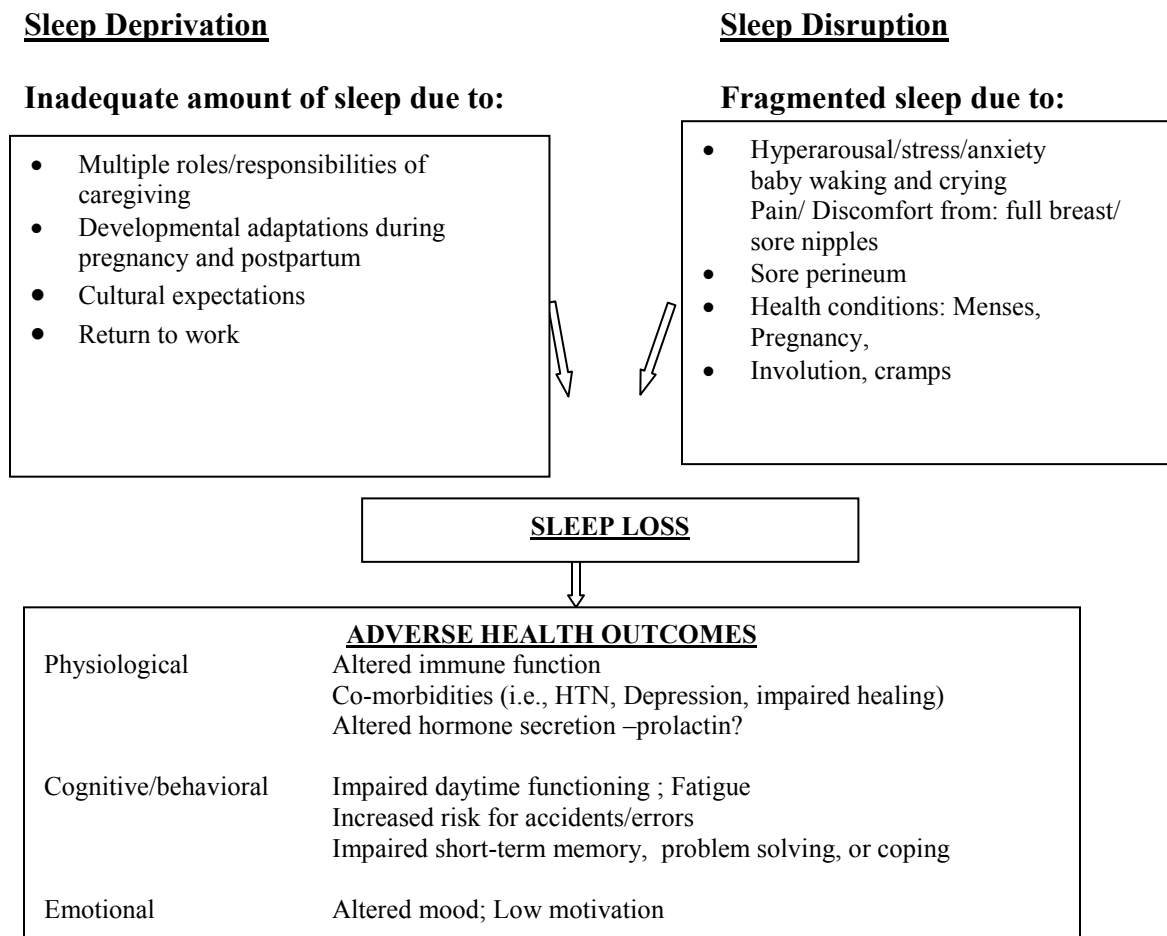 Sleep Deprivation
Inadequate amount of sleep due to:
• Multiple roles/responsibilities of
caregiving
• Developmental adaptations during
pregnancy and postpartum
• Cultural expectations
• Return to work
Sleep Disruption
Fragmented sleep due to:
• Hyperarousal/stress/anxiety
baby waking and crying
Pain/ Discomfort from: full breast/
sore nipples
• Sore perineum
• Health conditions: Menses,
Pregnancy,
• Involution, cramps
SLEEP LOSS
ADVERSE HEALTH OUTCOMES
Physiological Altered immune function
Co-morbidities (i.e., HTN, Depression, impaired healing)
Altered hormone secretion –prolactin?
Cognitive/behavioral Impaired daytime functioning ; Fatigue
Increased risk for accidents/errors
Impaired short-term memory, problem solving, or coping
Emotional Altered mood; Low motivation